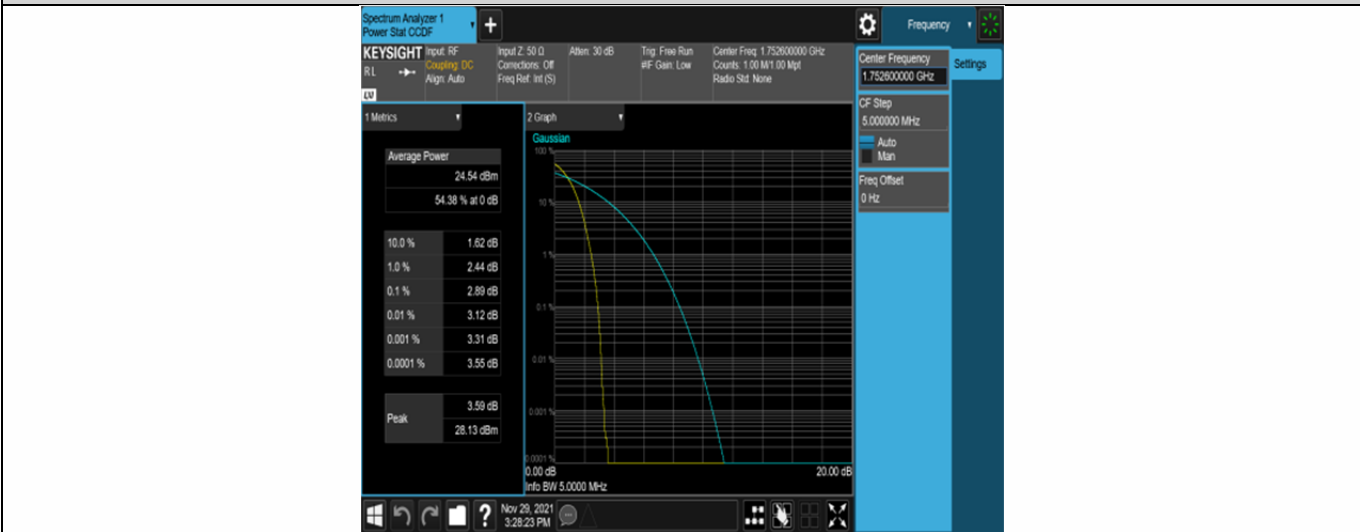 Spectrum Analyzer 1
Power Stat CCDF
+
Frequency
KEYSIGHT
Input: RF
Coupling: DC
Align: Auto
Input Z: 50 Ω
Corrections: Off
Freq Ref: Int (S)
Atten: 30 dB
Trig: Free Run
#IF Gain: Low
Center Freq: 1.752600000 GHz
Counts: 1.00 M/1.00 Mpt
Radio Std: None
RL
LV
Center Frequency
1.752600000 GHz
Settings
CF Step
5.000000 MHz
Auto
Man
Freq Offset
0 Hz
1 Metrics
Average Power
24.54 dBm
54.38 % at 0 dB
10.0 % 1.62 dB
1.0 % 2.44 dB
0.1 % 2.89 dB
0.01 % 3.12 dB
0.001 % 3.31 dB
0.0001 % 3.55 dB
Peak
3.59 dB
28.13 dBm
2 Graph
Gaussian
100 %
10 %
1 %
0.1 %
0.01 %
0.001 %
0.0001 %
0.00 dB
20.00 dB
Info BW 5.0000 MHz
?
Nov 29, 2021
3:28:23 PM